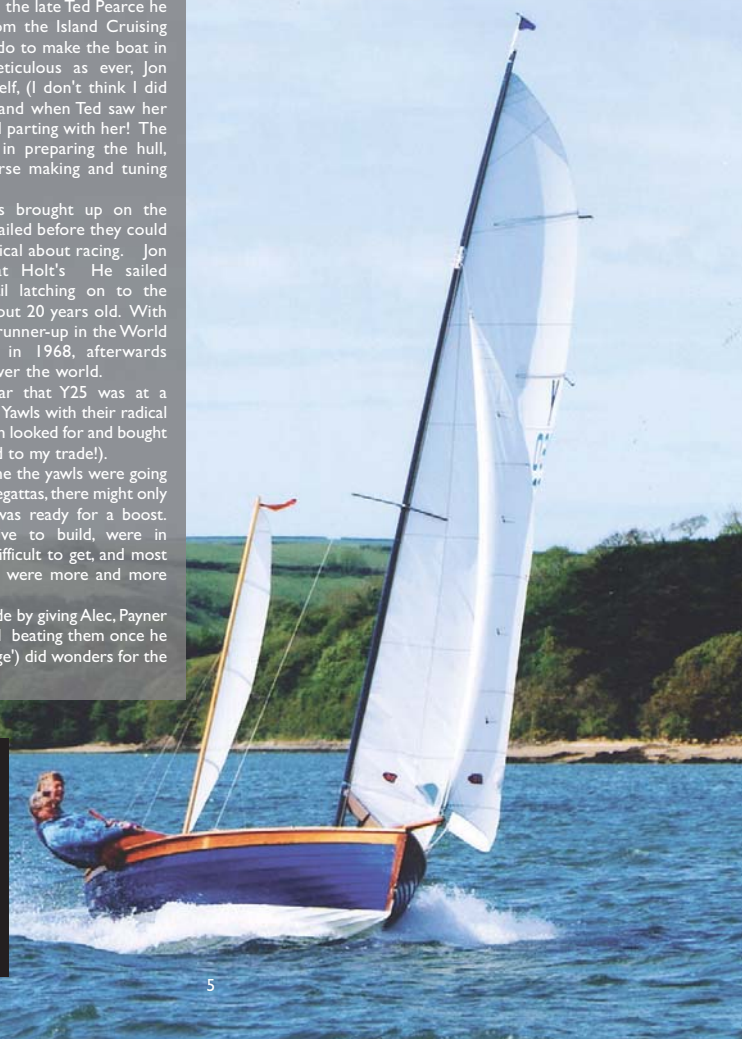 the late Ted Pearce he
om the Island Cruising
do to make the boat in
eticulous as ever, Jon
elf, (I don't think I did
and when Ted saw her
l parting with her! The
in preparing the hull,
rse making and tuning
s brought up on the
ailed before they could
ical about racing. Jon
at Holt's He sailed
il latching on to the
out 20 years old. With
runner-up in the World
in 1968, afterwards
ver the world.
ar that Y25 was at a
Yawls with their radical
n looked for and bought
d to my trade!).
ne the yawls were going
egattas, there might only
was ready for a boost.
ve to build, were in
ifficult to get, and most
were more and more
de by giving Alec, Payner
l beating them once he
ge') did wonders for the
5